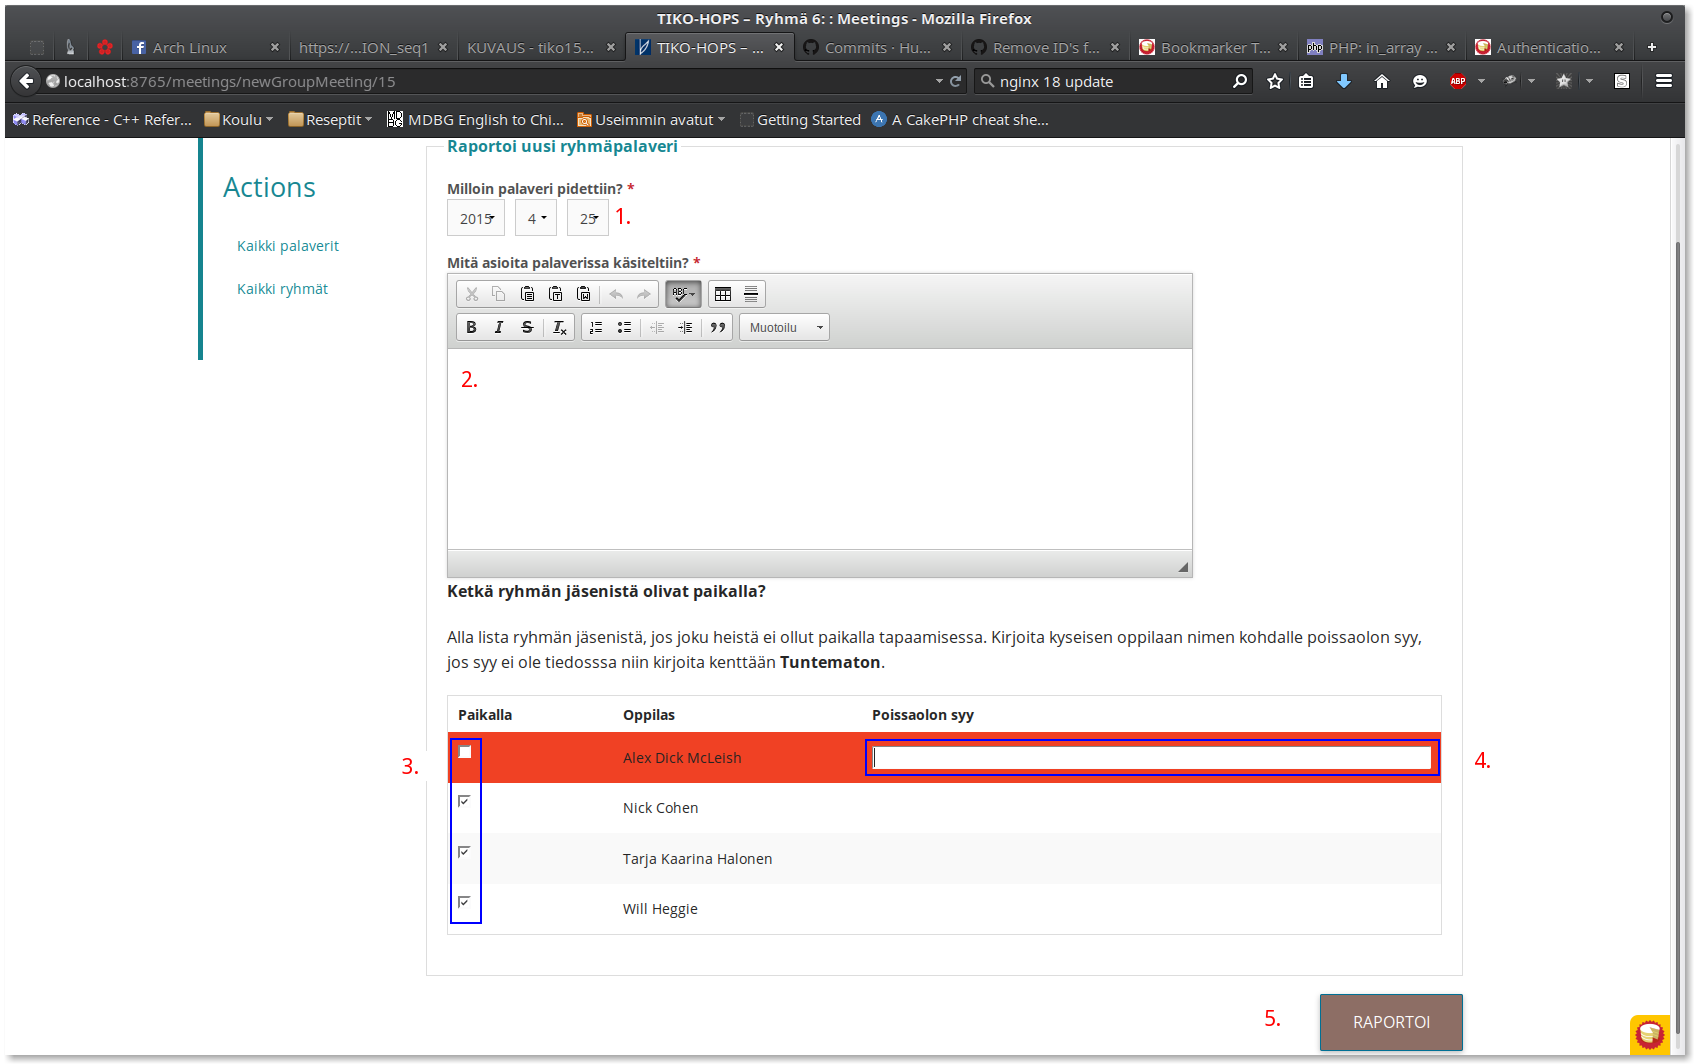 TIKO-HOPS – Ryhmä 6: : Meetings - Mozilla Firefox
Arch Linux
https://...ION_seq1
KUVAUS - tiko15...
TIKO-HOPS – ...
Commits · Hu...
Remove ID's f...
Bookmarker T...
php PHP: in_array ...
Authenticatio...
localhost:8765/meetings/newGroupMeeting/15
nginx 18 update
ABP
S
Reference - C++ Refer...
Koulu
Reseptit
MDBG English to Chi...
Useimmin avatut
Getting Started
A CakePHP cheat she...
Actions
Kaikki palaverit
Kaikki ryhmät
Raportoi uusi ryhmäpalaveri
Milloin palaveri pidettiin? *
2015 4 25 1.
Mitä asioita palaverissa käsiteltiin? *
ABC
B I S Tx Muotoilu
2.
Ketkä ryhmän jäsenistä olivat paikalla?
Alla lista ryhmän jäsenistä, jos joku heistä ei ollut paikalla tapaamisessa. Kirjoita kyseisen oppilaan nimen kohdalle poissaolon syy,
jos syy ei ole tiedosssa niin kirjoita kenttään Tuntematon.
Paikalla Oppilas Poissaolon syy
3. Alex Dick McLeish 4.
Nick Cohen
Tarja Kaarina Halonen
Will Heggie
5. RAPORTOI